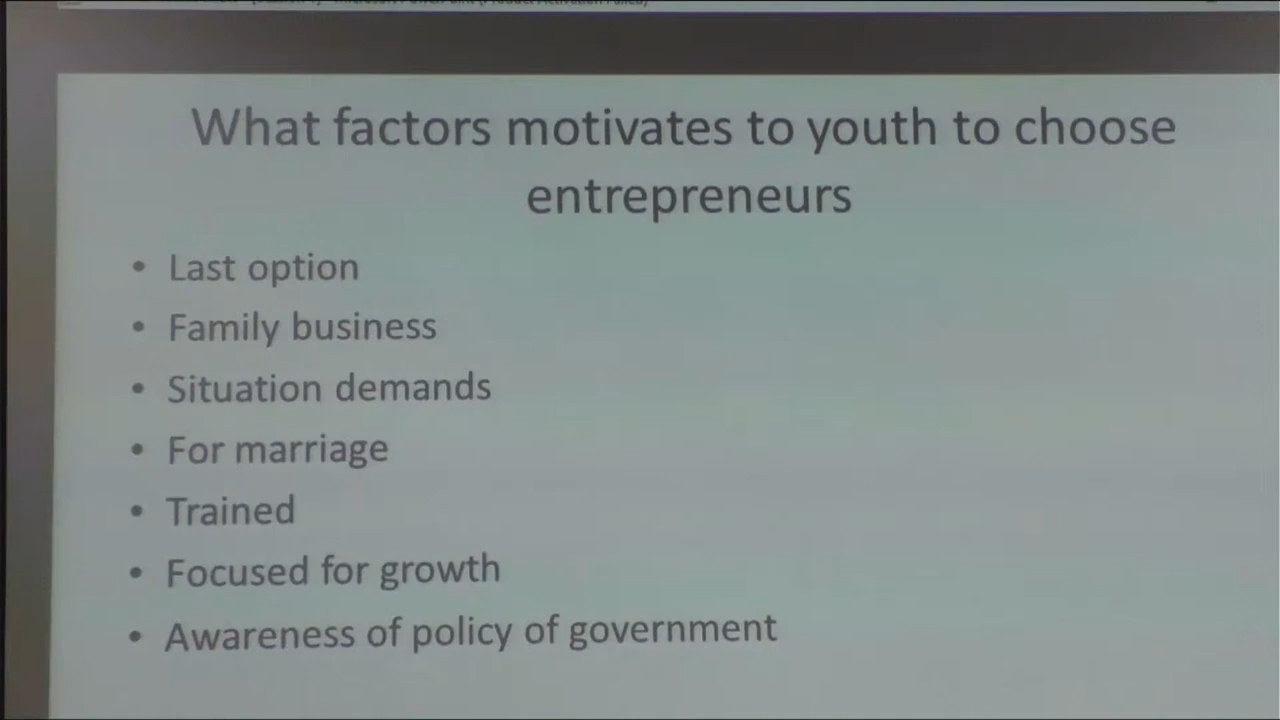 What factors motivates to youth to choose
entrepreneurs
• Last option
• Family business
• Situation demands
• For marriage
• Trained
• Focused for growth
• Awareness of policy of government